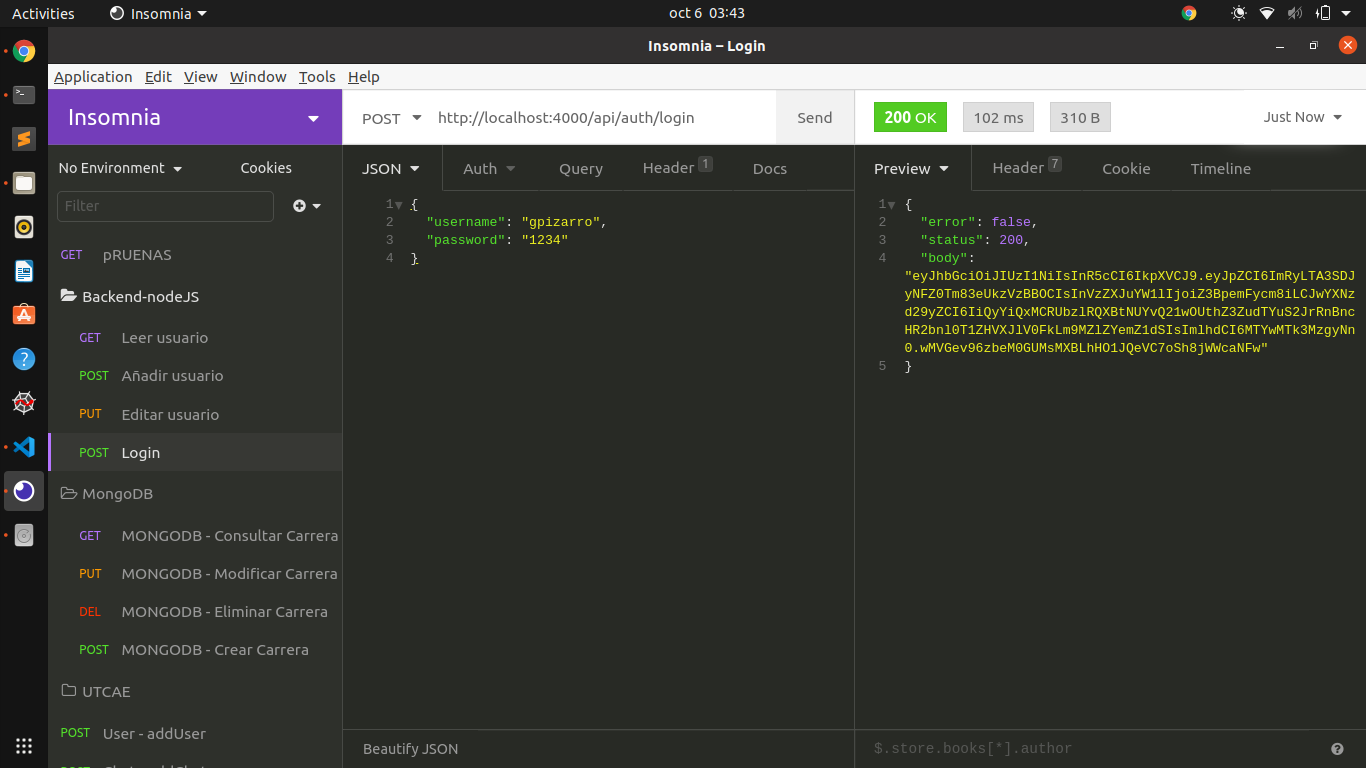 Activities Insomnia oct 6 03:43
Insomnia – Login
Application Edit View Window Tools Help
Insomnia
POST http://localhost:4000/api/auth/login Send
200 OK 102 ms 310 B Just Now
No Environment Cookies
Filter
GET pRUENAS
Backend-nodeJS
GET Leer usuario
POST Añadir usuario
PUT Editar usuario
POST Login
MongoDB
GET MONGODB - Consultar Carrera
PUT MONGODB - Modificar Carrera
DEL MONGODB - Eliminar Carrera
POST MONGODB - Crear Carrera
UTCAE
POST User - addUser
JSON Auth Query Header 1 Docs
1 {
2 "username": "gpizarro",
3 "password": "1234"
4 }
Beautify JSON
Preview Header 7 Cookie Timeline
1 {
2 "error": false,
3 "status": 200,
4 "body":
"eyJhbGciOiJIUzI1NiIsInR5cCI6IkpXVCJ9.eyJpZCI6ImRyLTA3SDJ
yNFZ0Tm83eUkzVzBBOCIsInVzZXJuYW1lIjoiZ3BpemFycm8iLCJwYXNz
d29yZCI6IiQyYiQxMCRUbzlRQXBtNUYvQ21wOUthZ3ZudTYuS2JrRnBnc
HR2bnl0T1ZHVXJlV0FkLm9MZlZYemZ1dSIsImlhdCI6MTYwMTk3MzgyNn
0.wMVGev96zbeM0GUMsMXBLhHO1JQeVC7oSh8jWWcaNFw"
5 }
$.store.books[*].author